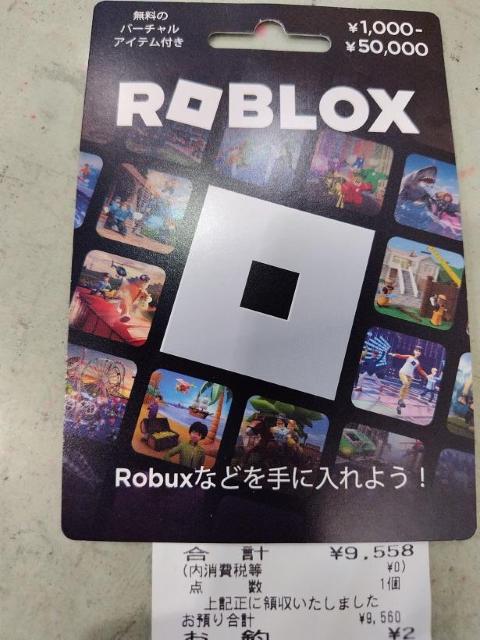 無料の
バーチャル
アイテム付き
¥1,000-
¥50,000
ROBLOX
Robuxなどを手に入れよう!
合 計 ¥9,558
(内消費税等 ¥0)
点 数 1個
上記正に領収いたしました
お預り合計 ¥9,560
お釣 ¥2